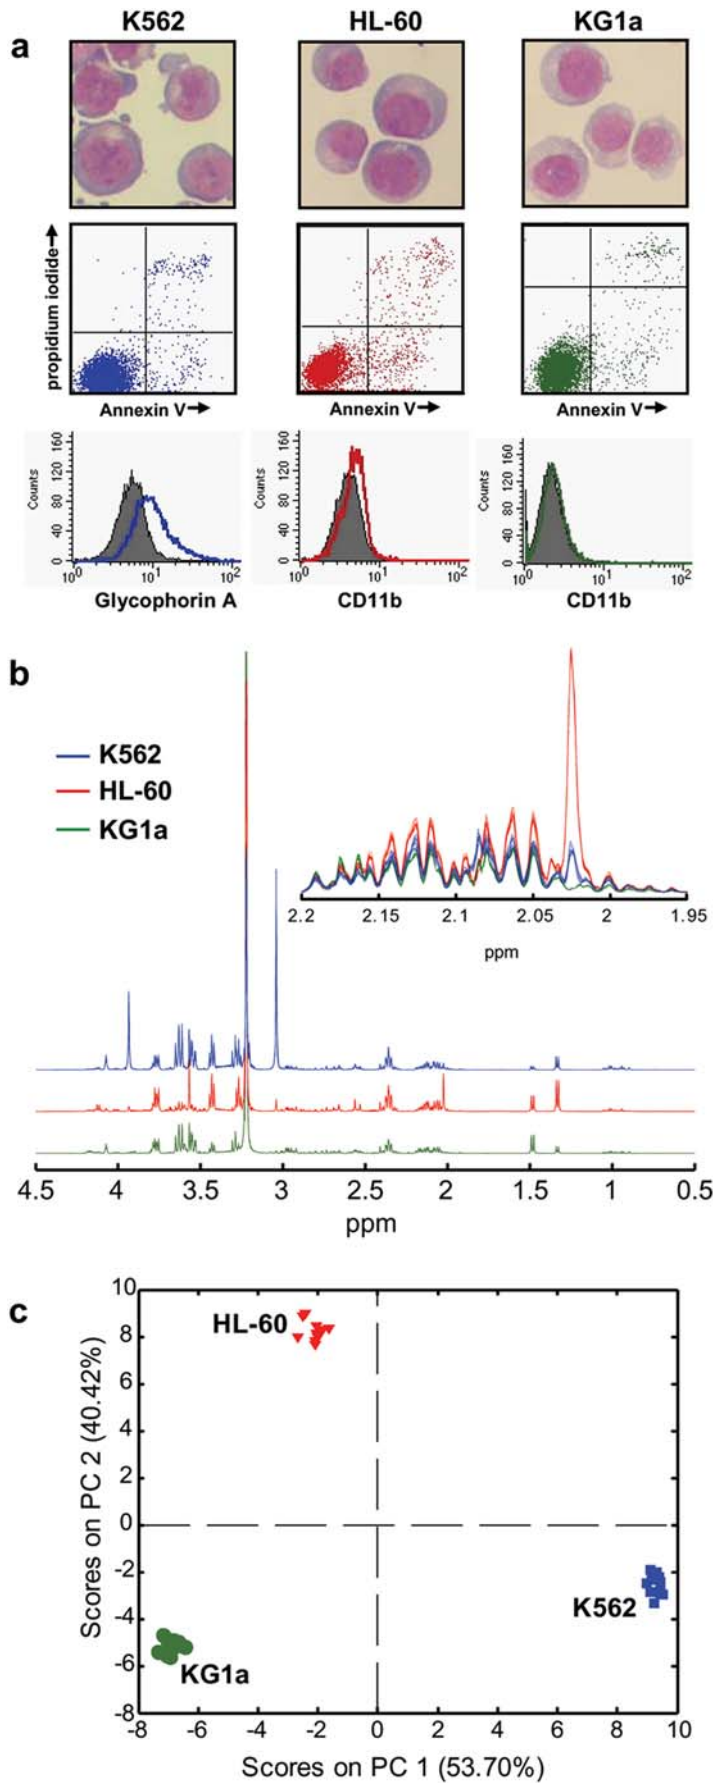 K562 HL-60 KG1a
a
propidium iodide
Annexin V Annexin V Annexin V
Counts Counts Counts
160 160 160
120 120 120
80 80 80
40 40 40
0 0 0
10⁰ 10¹ 10² 10⁰ 10¹ 10² 10⁰ 10¹ 10²
Glycophorin A CD11b CD11b
b
K562
HL-60
KG1a
2.2 2.15 2.1 2.05 2 1.95
ppm
4.5 4 3.5 3 2.5 2 1.5 1 0.5
ppm
c
10
8
6
4
2
0
-2
-4
-6
-8
Scores on PC 2 (40.42%)
HL-60
K562
KG1a
-8 -6 -4 -2 0 2 4 6 8 10
Scores on PC 1 (53.70%)